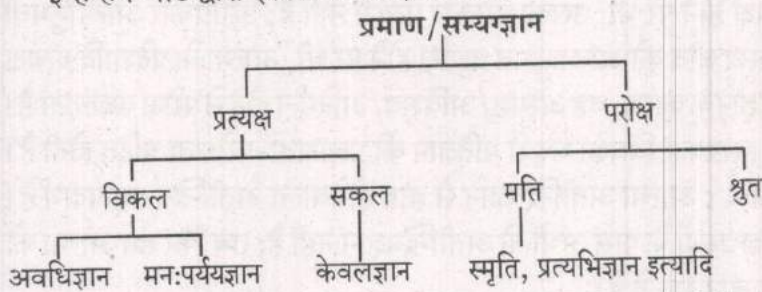 प्रमाण/सम्यग्ज्ञान
प्रत्यक्ष परोक्ष
विकल सकल मति श्रुत
अवधिज्ञान मन:पर्ययज्ञान केवलज्ञान स्मृति, प्रत्यभिज्ञान इत्यादि